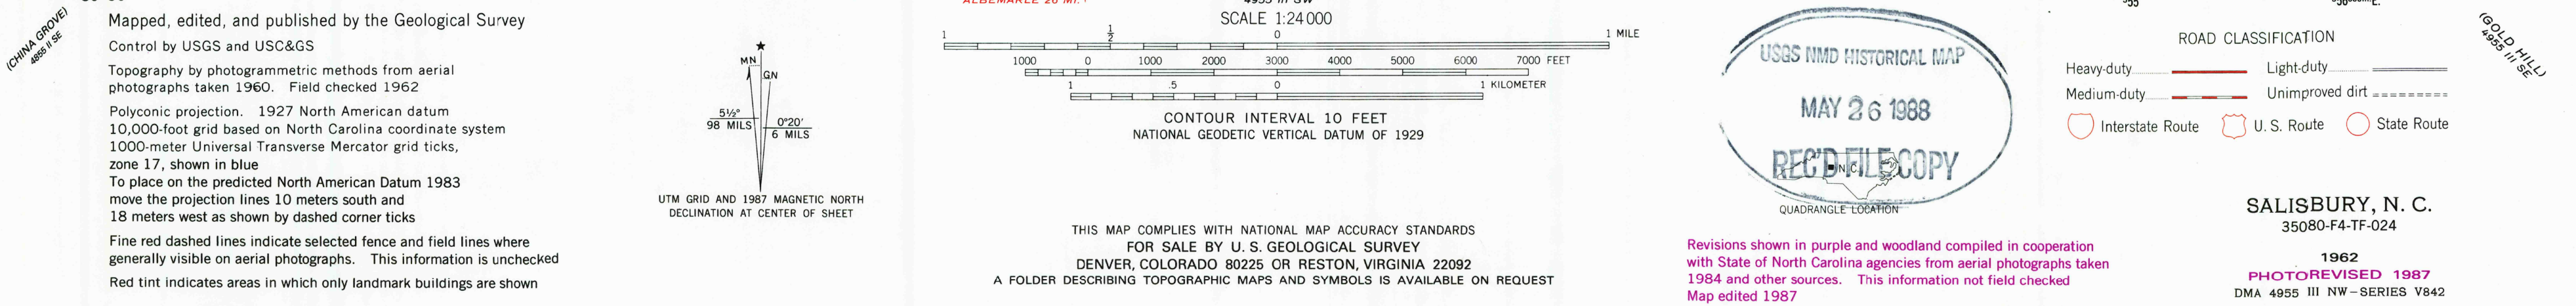 (CHINA GROVE)
4855 II SE
Mapped, edited, and published by the Geological Survey
Control by USGS and USC&GS
Topography by photogrammetric methods from aerial
photographs taken 1960. Field checked 1962
Polyconic projection. 1927 North American datum
10,000-foot grid based on North Carolina coordinate system
1000-meter Universal Transverse Mercator grid ticks,
zone 17, shown in blue
To place on the predicted North American Datum 1983
move the projection lines 10 meters south and
18 meters west as shown by dashed corner ticks
Fine red dashed lines indicate selected fence and field lines where
generally visible on aerial photographs. This information is unchecked
Red tint indicates areas in which only landmark buildings are shown
★
MN
GN
5½°
98 MILS
0°20'
6 MILS
UTM GRID AND 1987 MAGNETIC NORTH
DECLINATION AT CENTER OF SHEET
ALBEMARLE 26 MI.
4955 III SW
SCALE 1:24 000
1 ½ 0 1 MILE
1000 0 1000 2000 3000 4000 5000 6000 7000 FEET
1 .5 0 1 KILOMETER
CONTOUR INTERVAL 10 FEET
NATIONAL GEODETIC VERTICAL DATUM OF 1929
THIS MAP COMPLIES WITH NATIONAL MAP ACCURACY STANDARDS
FOR SALE BY U. S. GEOLOGICAL SURVEY
DENVER, COLORADO 80225 OR RESTON, VIRGINIA 22092
A FOLDER DESCRIBING TOPOGRAPHIC MAPS AND SYMBOLS IS AVAILABLE ON REQUEST
USGS NMD HISTORICAL MAP
MAY 26 1988
REC'D FILE COPY
N.C.
QUADRANGLE LOCATION
Revisions shown in purple and woodland compiled in cooperation
with State of North Carolina agencies from aerial photographs taken
1984 and other sources. This information not field checked
Map edited 1987
ROAD CLASSIFICATION
Heavy-duty Light-duty
Medium-duty Unimproved dirt
Interstate Route U. S. Route State Route
(GOLD HILL)
4955 III SE
SALISBURY, N. C.
35080-F4-TF-024
1962
PHOTOREVISED 1987
DMA 4955 III NW-SERIES V842